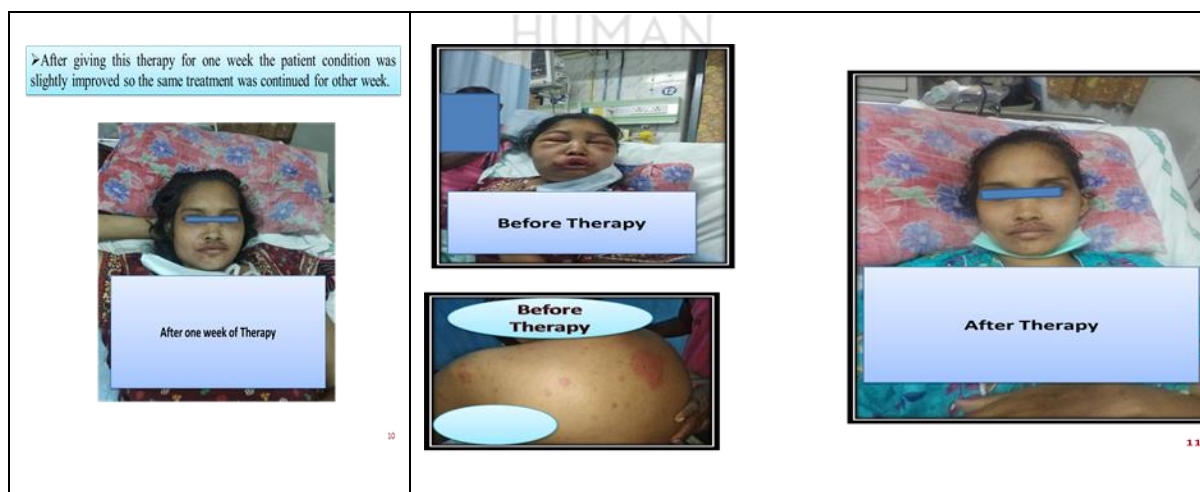 HUMAN
➢After giving this therapy for one week the patient condition was
slightly improved so the same treatment was continued for other week.
After one week of Therapy
10
Before Therapy
Before
Therapy
After Therapy
11